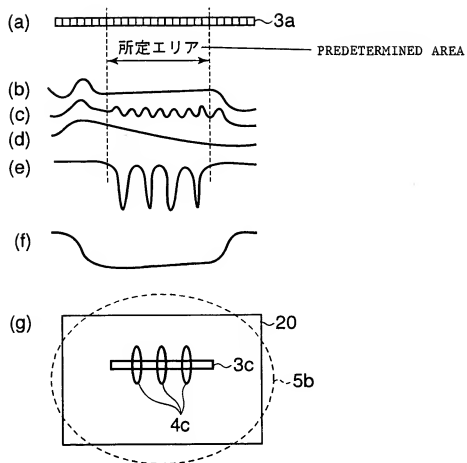 (a)
3a
所定エリア
PREDETERMINED AREA
(b)
(c)
(d)
(e)
(f)
(g)
20
3c
5b
4c